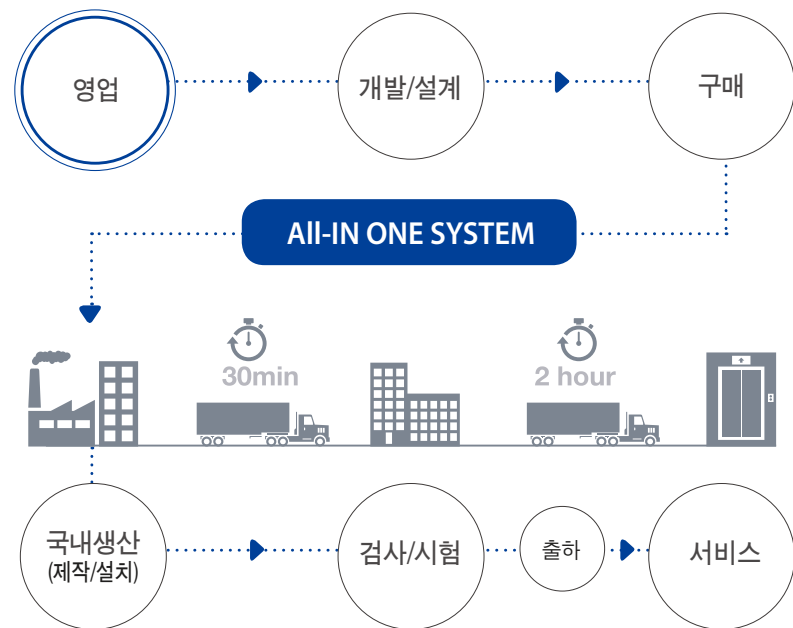 영업
개발/설계
구매
All-IN ONE SYSTEM
30min
2 hour
국내생산
(제작/설치)
검사/시험
출하
서비스